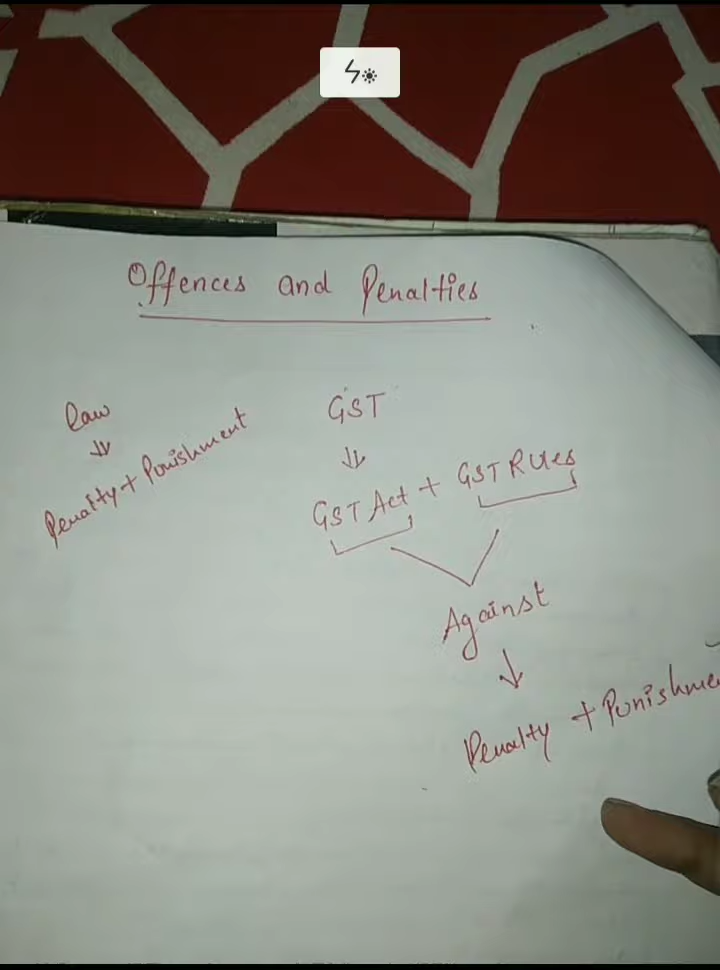 Offences and Penalties
Law
Penalty + Punishment
GST
GST Act + GST Rules
Against
Penalty + Punishme